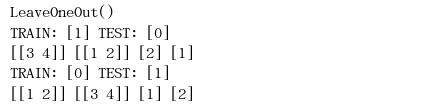 LeaveOneOut()
TRAIN: [1] TEST: [0]
[[3 4]] [[1 2]] [2] [1]
TRAIN: [0] TEST: [1]
[[1 2]] [[3 4]] [1] [2]